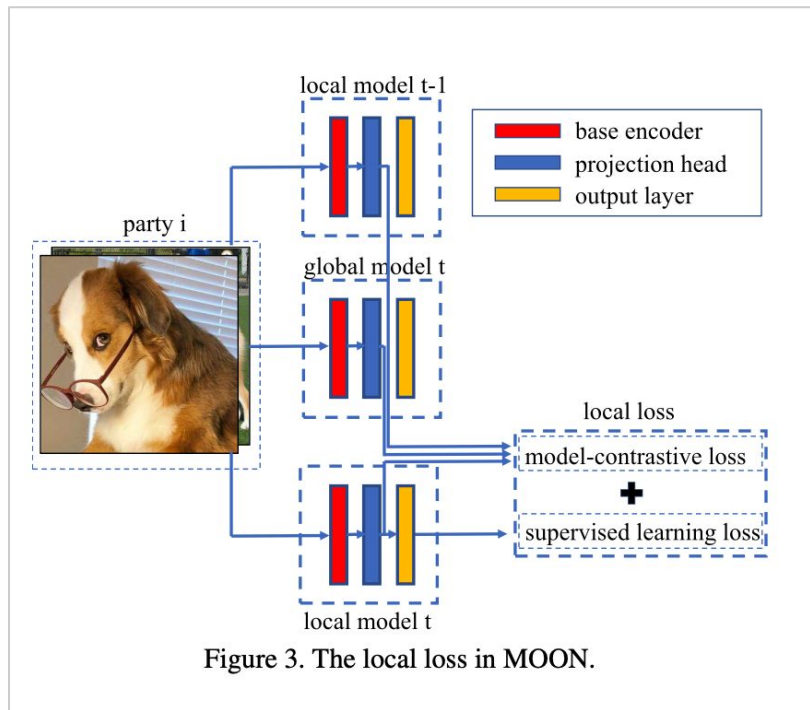 local model t-1
base encoder
projection head
output layer
party i
global model t
local loss
model-contrastive loss
supervised learning loss
local model t
Figure 3. The local loss in MOON.